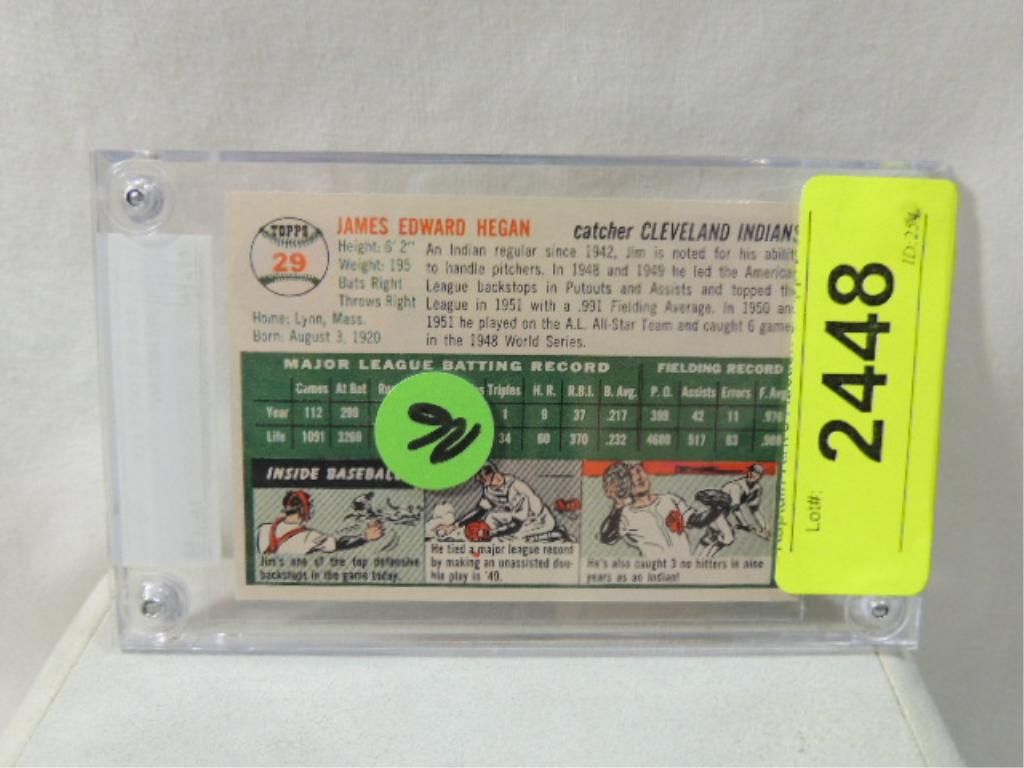 TOPPS
29
JAMES EDWARD HEGAN catcher CLEVELAND INDIANS
Height: 6' 2"
Weight: 195
Bats Right
Throws Right
Home: Lynn, Mass.
Born: August 3, 1920
An Indian regular since 1942, Jim is noted for his ability
to handle pitchers. In 1948 and 1949 he led the America
League backstops in Putouts and Assists and topped the
League in 1951 with a .991 Fielding Average. In 1950 an
1951 he played on the A.L. All-Star Team and caught 6 game
in the 1948 World Series.
MAJOR LEAGUE BATTING RECORD FIELDING RECORD
Games At Bat Triples H. R. R.B.I. B. Avg. P. O. Assists Errors F. Avg
Year 112 299 1 9 37 .217 399 42 11 .976
Life 1091 3260 34 60 370 .232 4680 517 83
INSIDE BASEBALL
Jim's one of the top defensive
backstops in the game today.
He tied a major league record
by making an unassisted dou-
ble play in '49.
He's also caught 3 no hitters in nine
years as an Indian!
2448
Lot#: